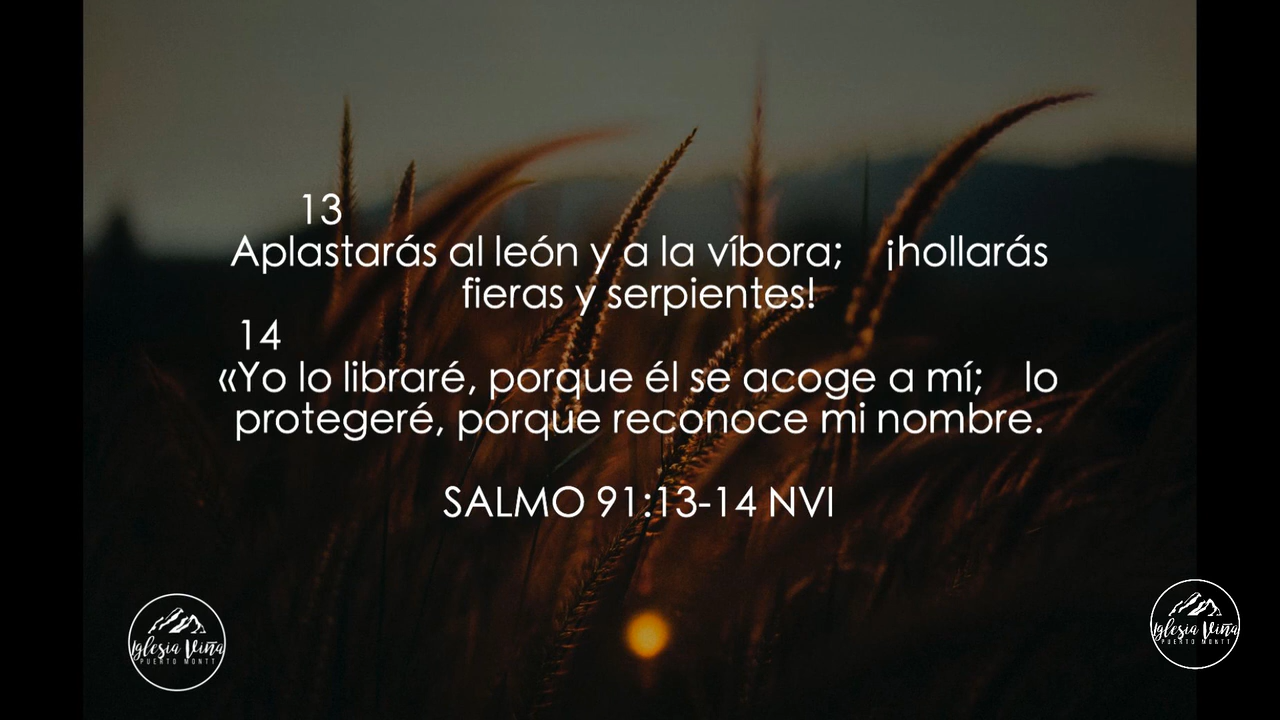 13
Aplastarás al león y a la víbora; ¡hollarás
fieras y serpientes!
14
«Yo lo libraré, porque él se acoge a mí; lo
protegeré, porque reconoce mi nombre.
SALMO 91:13-14 NVI
Iglesia Viña
PUERTO MONTT
Iglesia Viña
PUERTO MONTT